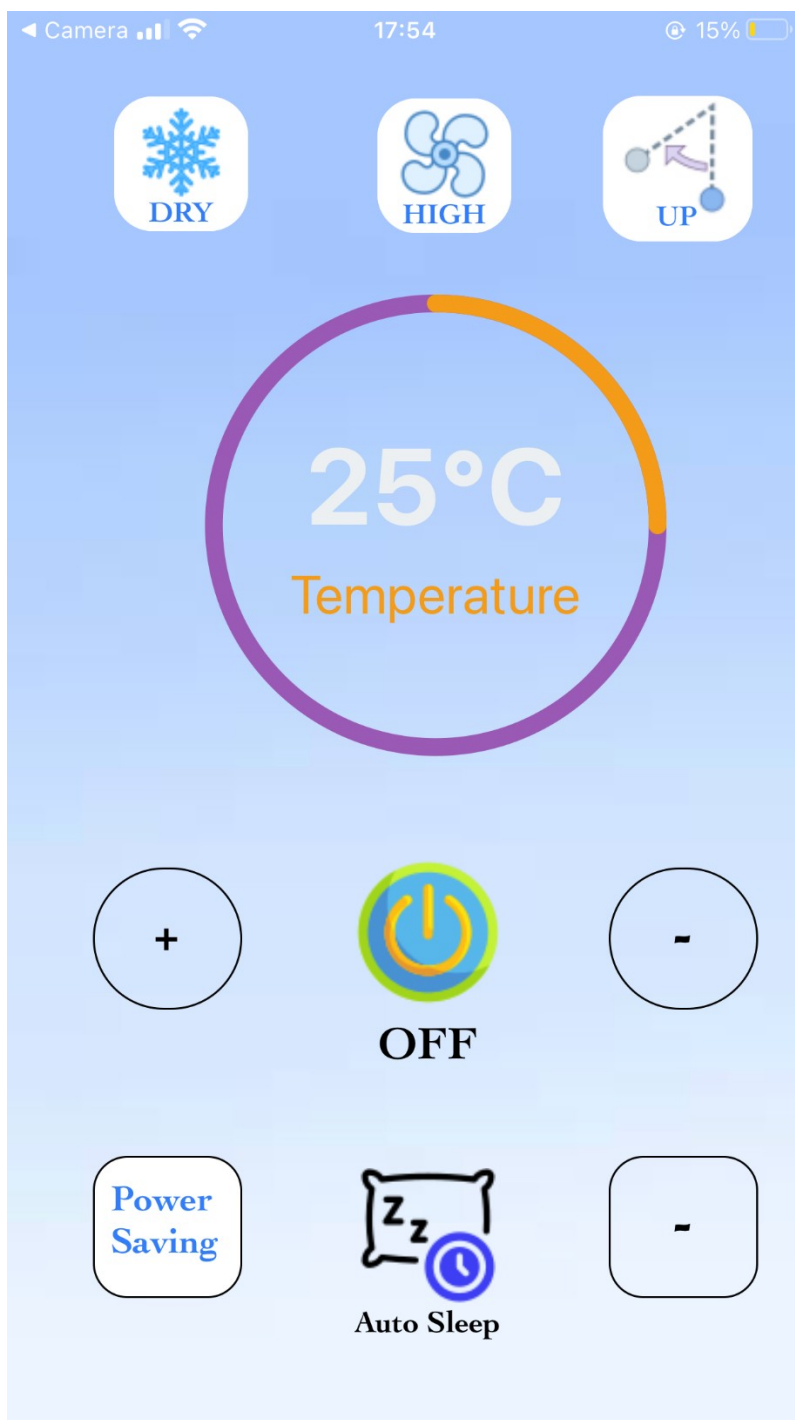 ◀ Camera
17:54
15%
DRY
HIGH
UP
25°C
Temperature
+
-
OFF
Power
Saving
z z
Auto Sleep
-